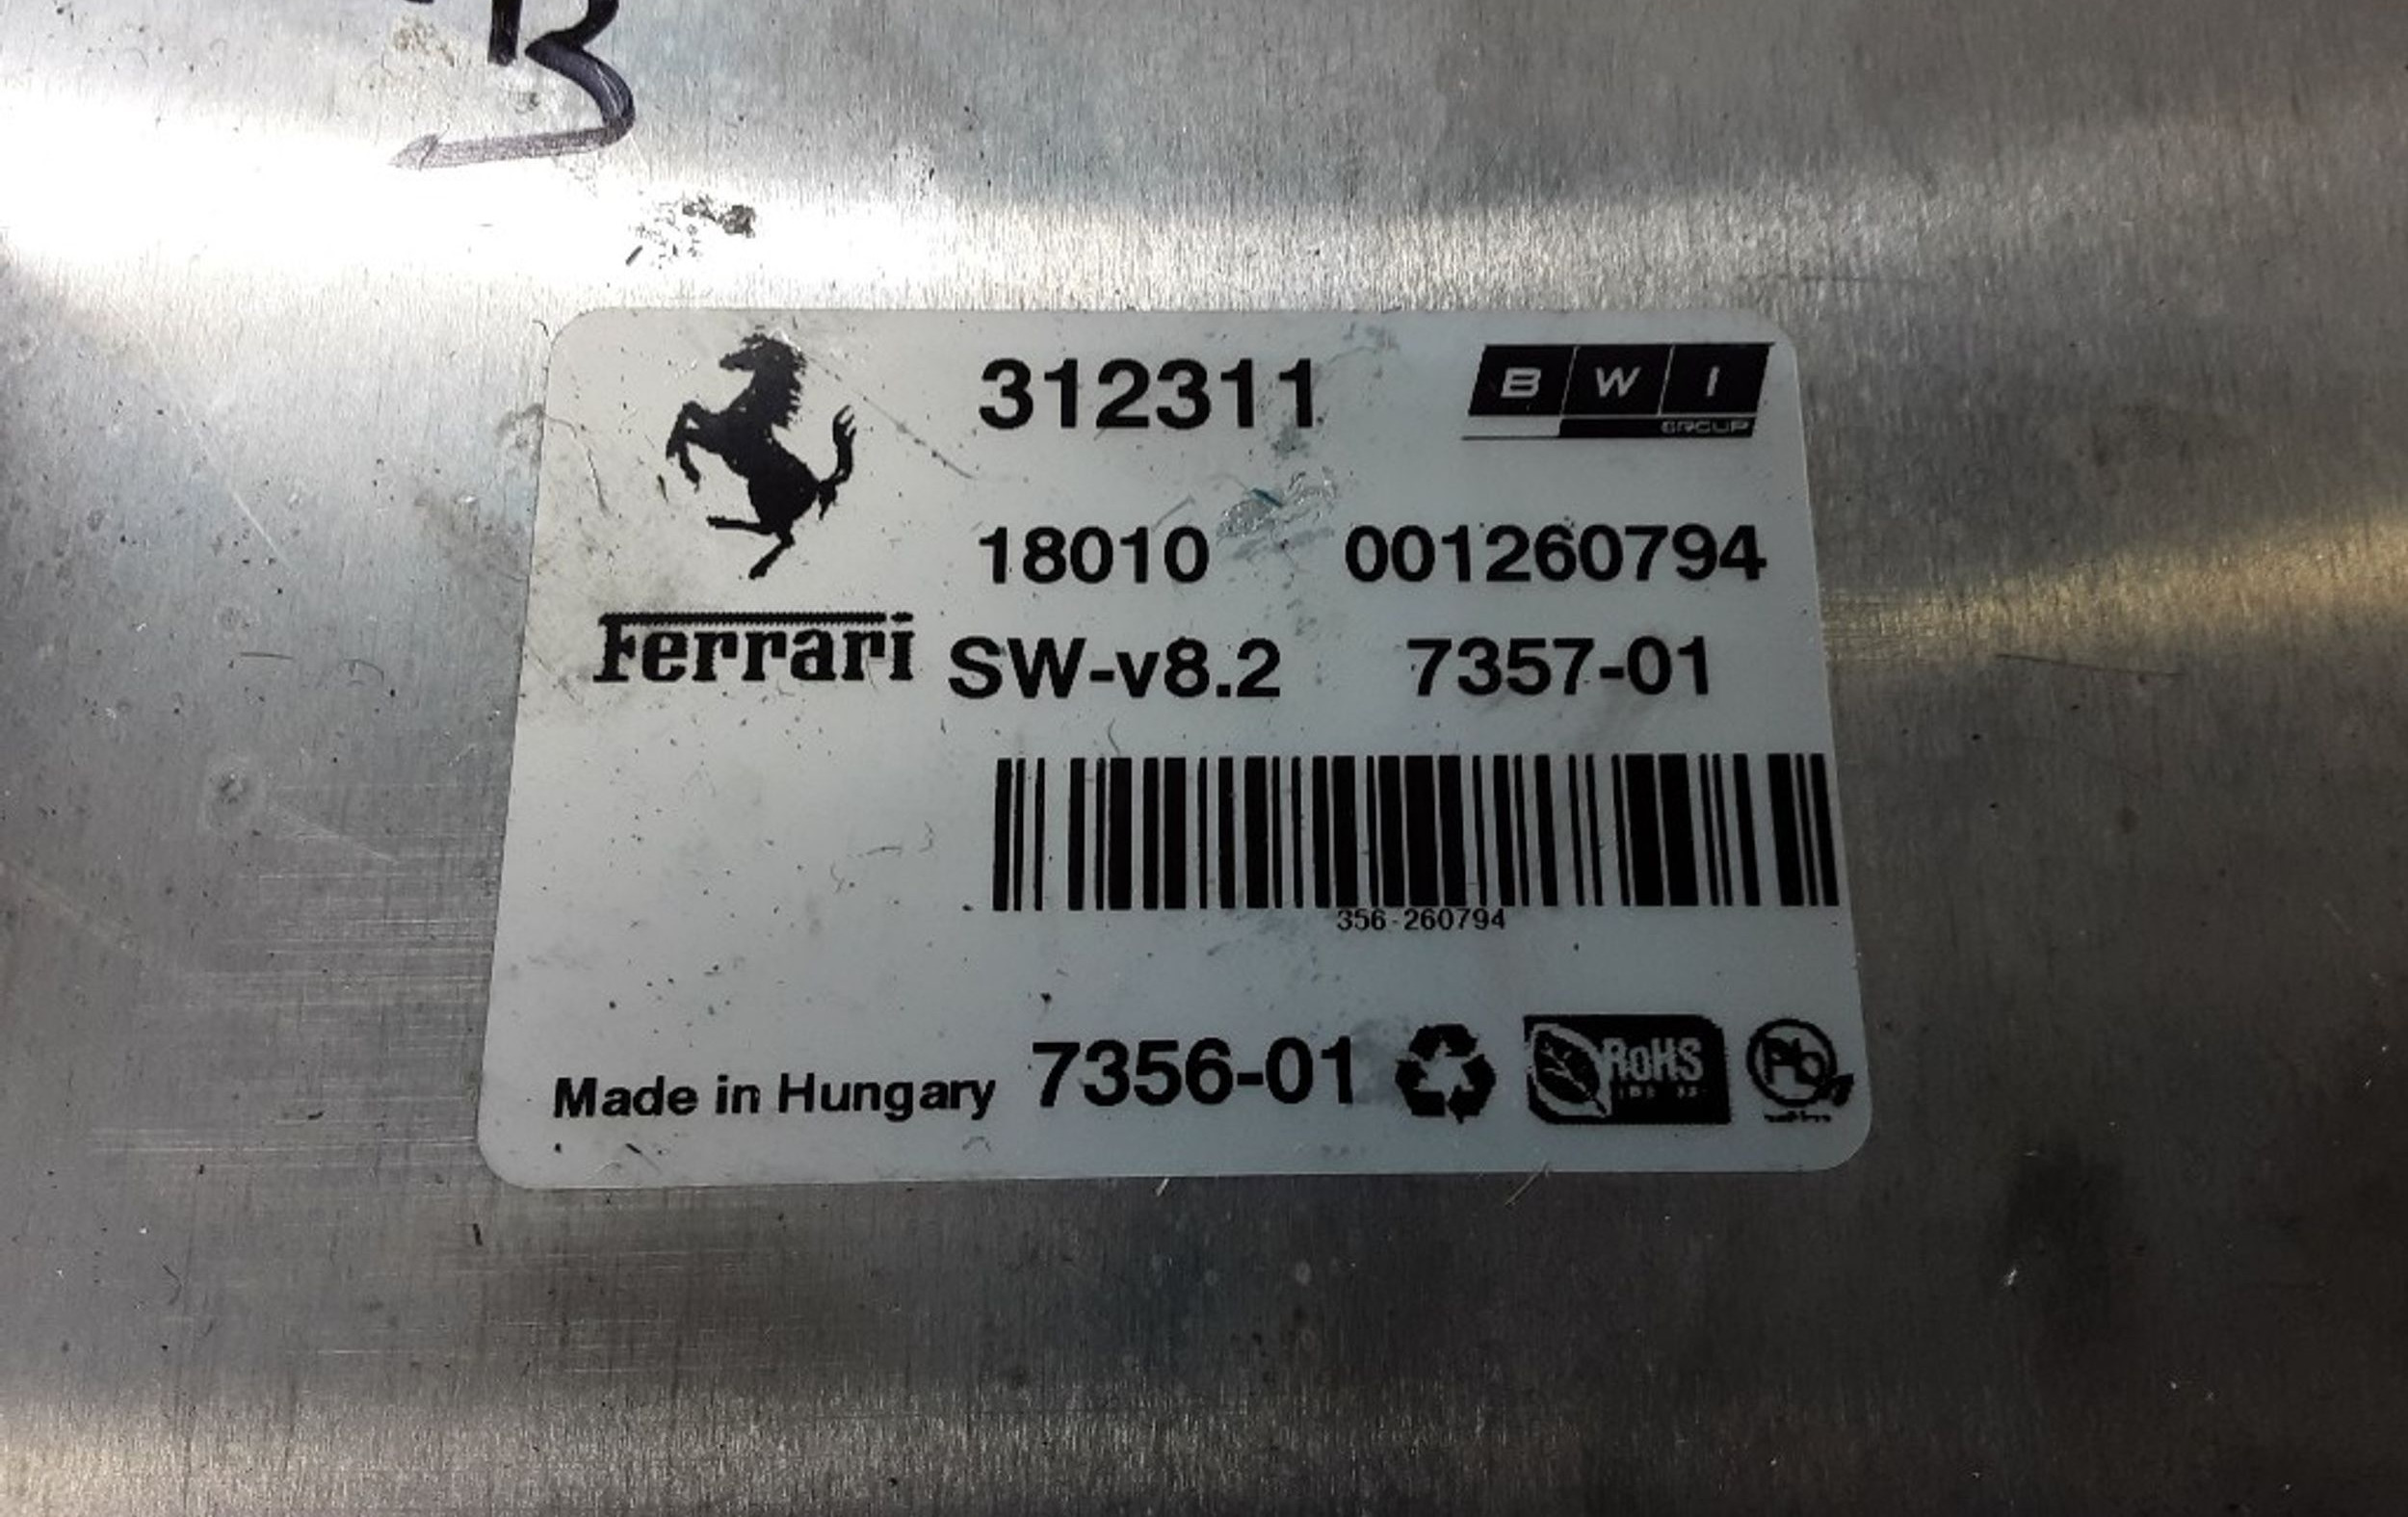 312311
BWI
GROUP
18010 001260794
Ferrari SW-v8.2 7357-01
356-260794
Made in Hungary 7356-01
RoHS
Pb